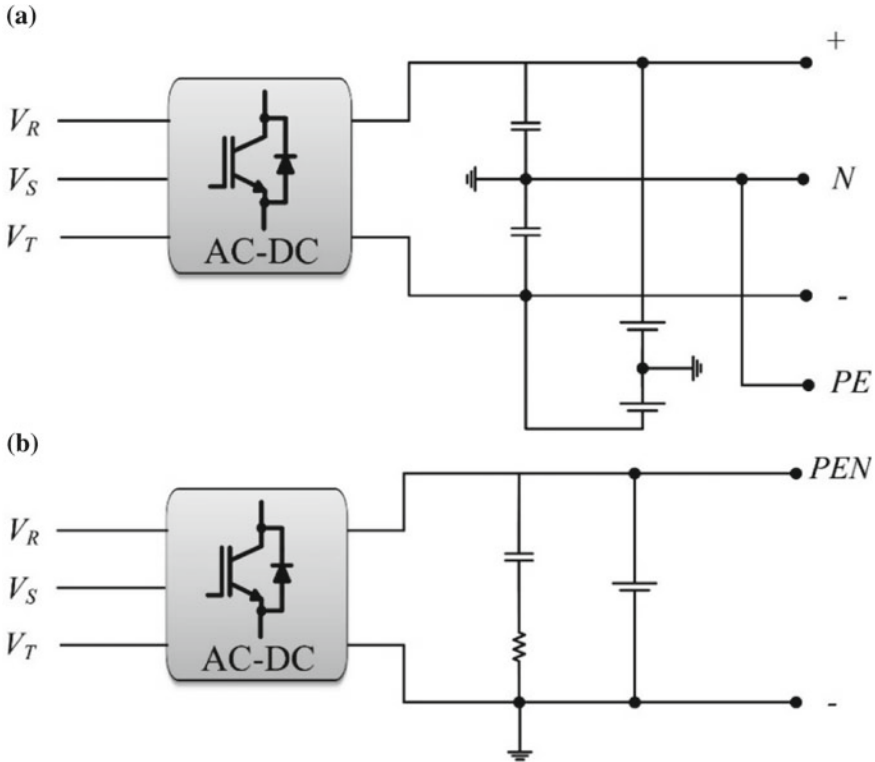 (a)
+
V_R
V_S
N
V_T
AC-DC
-
PE
(b)
PEN
V_R
V_S
V_T
AC-DC
-